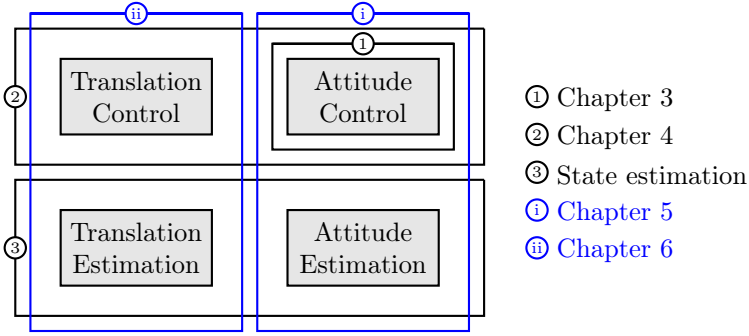 ii
i
1
Translation
Control
Attitude
Control
2
Translation
Estimation
Attitude
Estimation
3
1 Chapter 3
2 Chapter 4
3 State estimation
i Chapter 5
ii Chapter 6